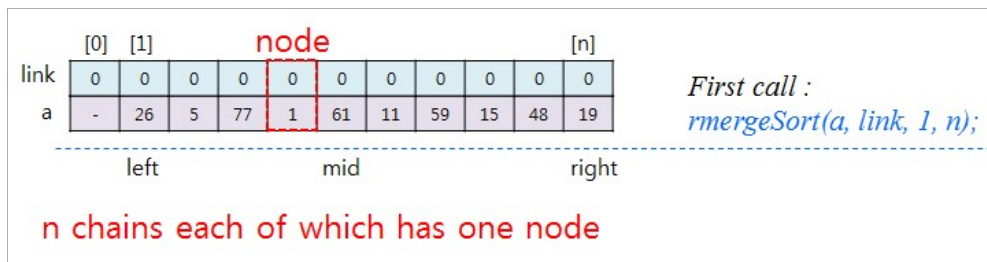 [0] [1] node [n]
link 0 0 0 0 0 0 0 0 0 0 0
a - 26 5 77 1 61 11 59 15 48 19
left mid right
First call :
rmergeSort(a, link, 1, n);
n chains each of which has one node